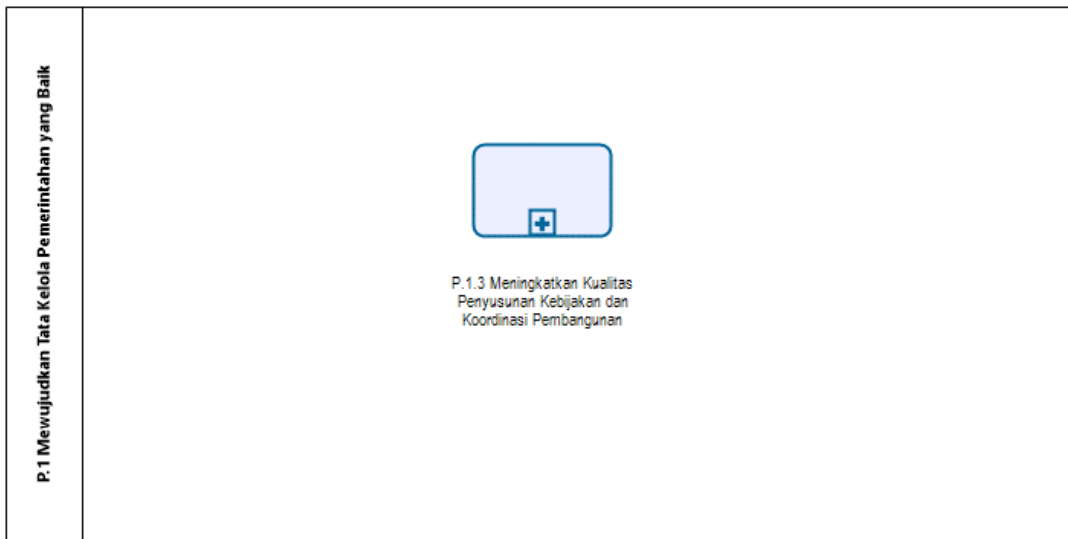 P.1 Mewujudkan Tata Kelola Pemerintahan yang Baik
P.1.3 Meningkatkan Kualitas
Penyusunan Kebijakan dan
Koordinasi Pembangunan